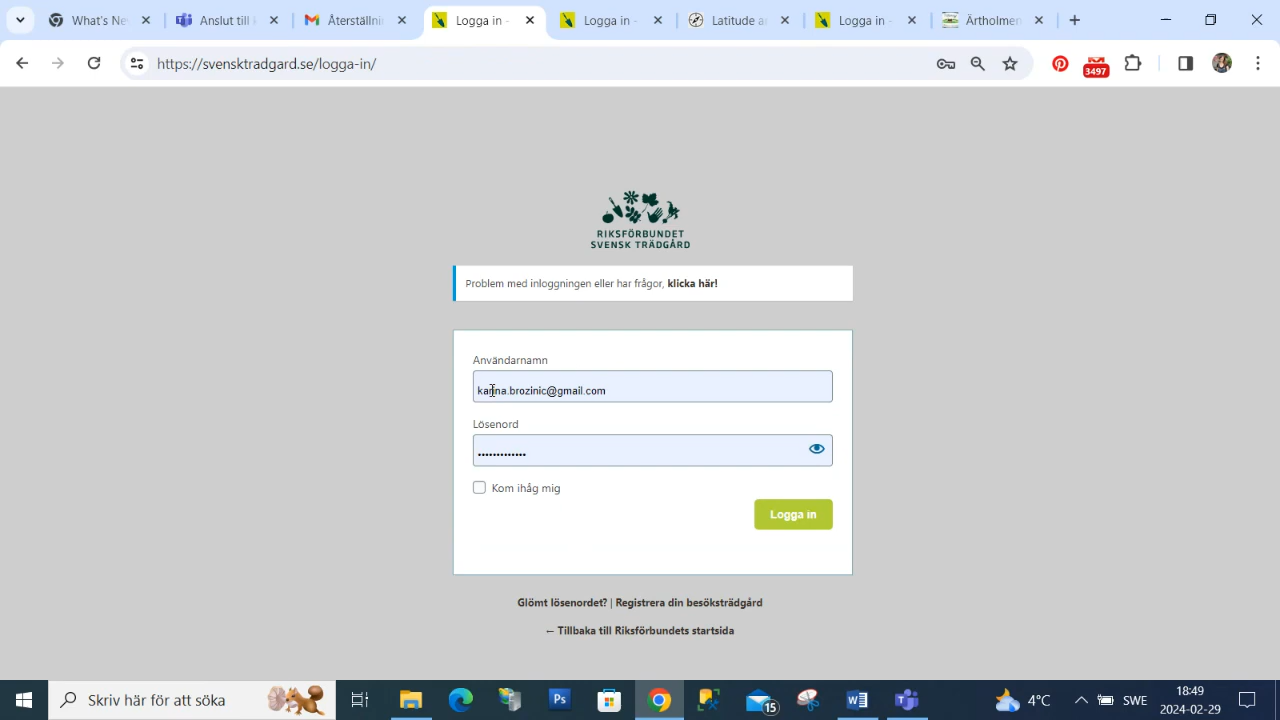 What's Ne
Anslut till k
Återställni
Logga in -
Logga in -
Latitude a
Logga in -
Ärtholmen
https://svensktradgard.se/logga-in/
3497
RIKSFÖRBUNDET
SVENSK TRÄDGÅRD
Problem med inloggningen eller har frågor, klicka här!
Användarnamn
karina.brozinic@gmail.com
Lösenord
Kom ihåg mig
Logga in
Glömt lösenordet? | Registrera din besöksträdgård
← Tillbaka till Riksförbundets startsida
Skriv här för att söka
Ps
15
4°C
SWE
18:49
2024-02-29